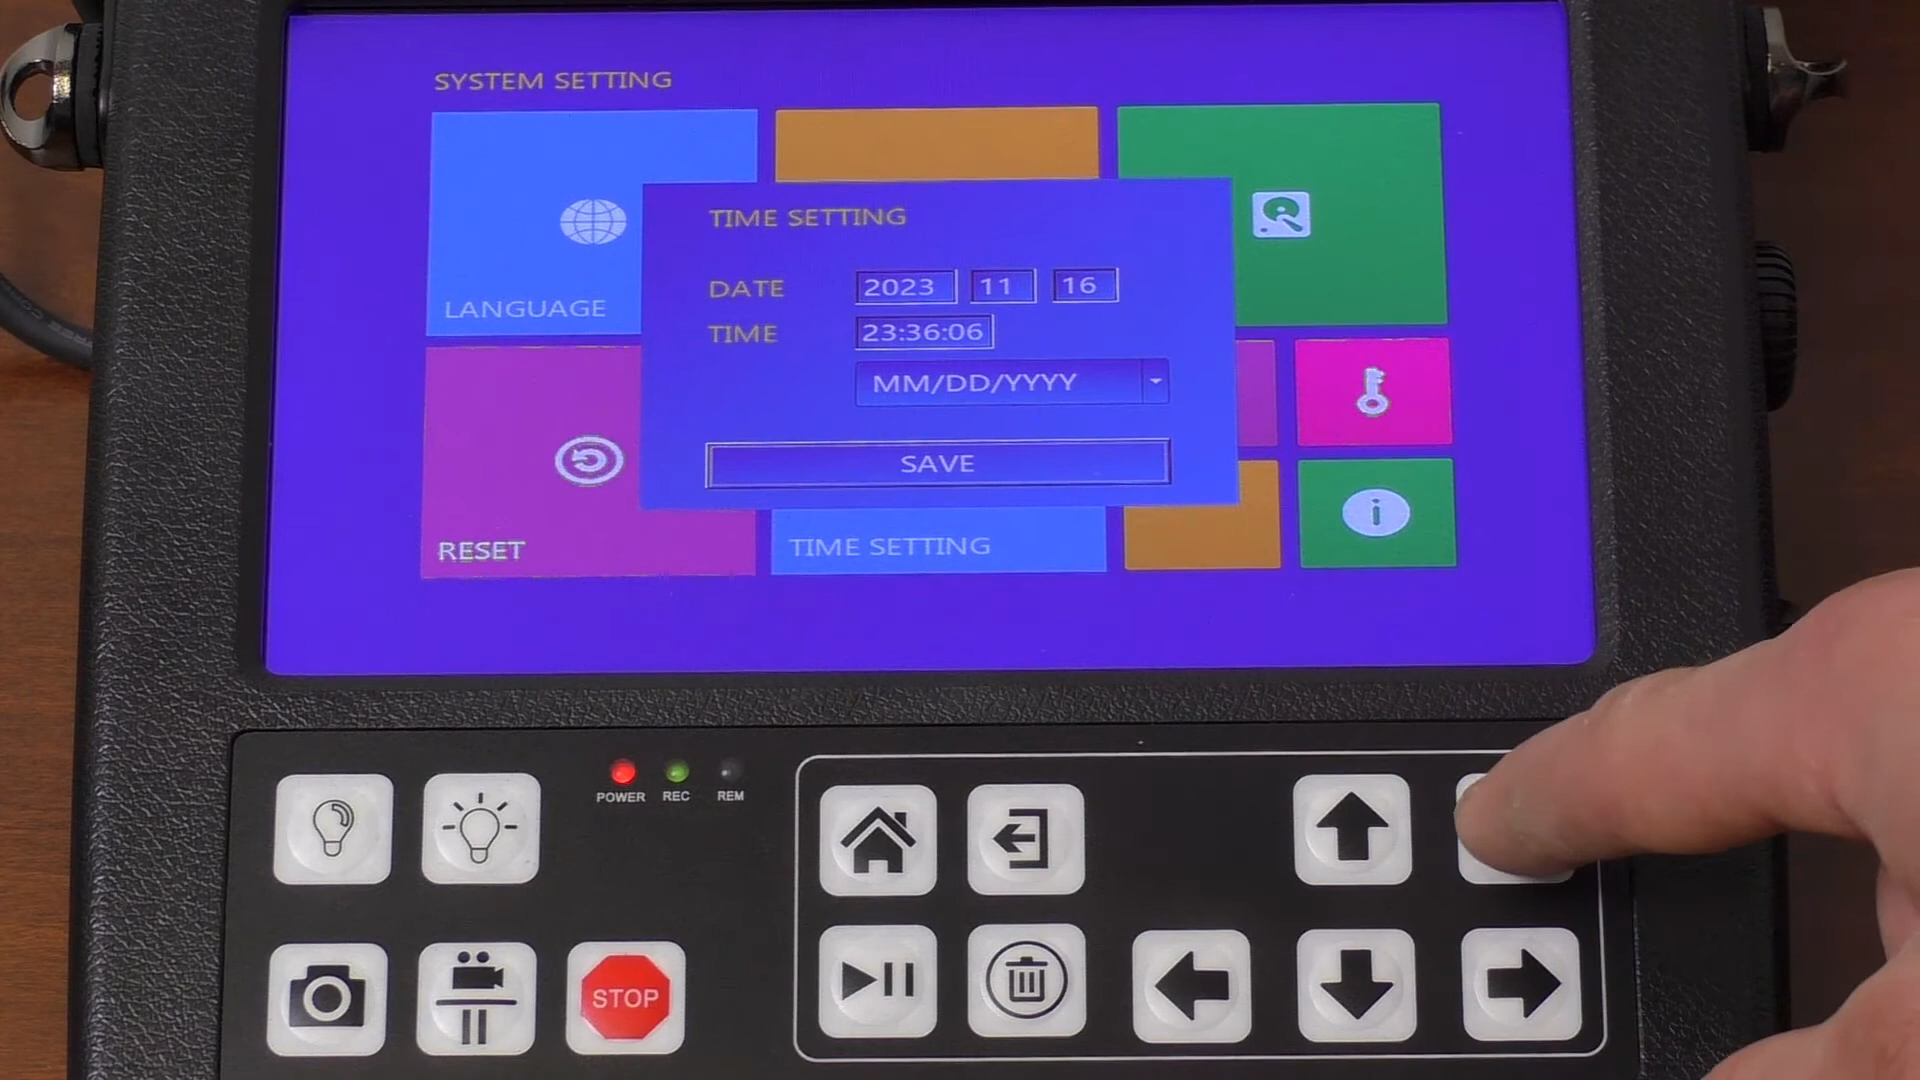 SYSTEM SETTING
LANGUAGE
TIME SETTING
DATE 2023 11 16
TIME 23:36:06
MM/DD/YYYY
SAVE
RESET
TIME SETTING
POWER REC REM
STOP